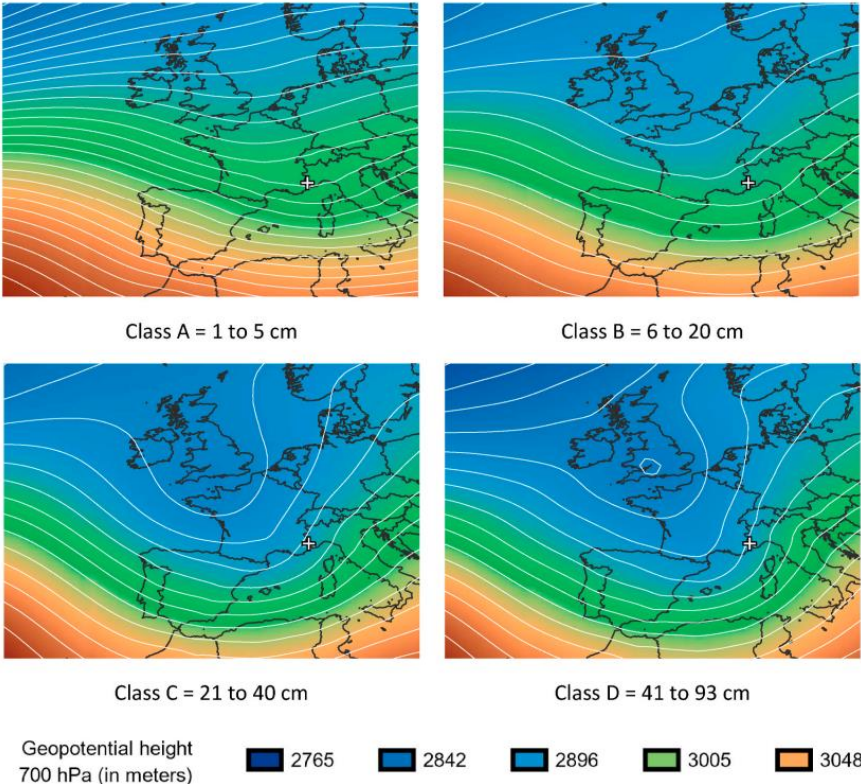 Class A = 1 to 5 cm
Class B = 6 to 20 cm
Class C = 21 to 40 cm
Class D = 41 to 93 cm
Geopotential height
700 hPa (in meters)
2765
2842
2896
3005
3048